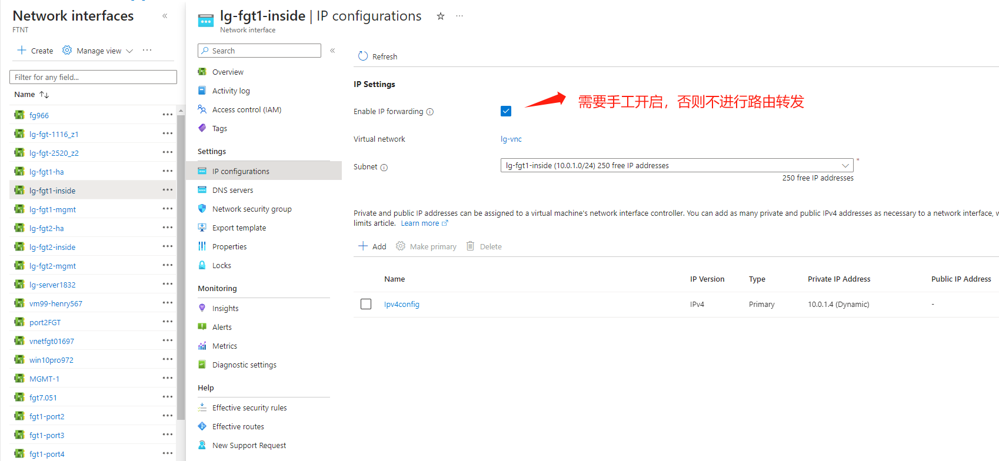 Network interfaces
FTNT
Create
Manage view
Filter for any field...
Name
fg966
lg-fgt-1116_z1
lg-fgt-2520_z2
lg-fgt1-ha
lg-fgt1-inside
lg-fgt1-mgmt
lg-fgt2-ha
lg-fgt2-inside
lg-fgt2-mgmt
lg-server1832
vm99-henry567
port2FGT
vnetfgt01697
win10pro972
MGMT-1
fgt7.051
fgt1-port2
fgt1-port3
fgt1-port4
lg-fgt1-inside | IP configurations
Network interface
Search
Overview
Activity log
Access control (IAM)
Tags
Settings
IP configurations
DNS servers
Network security group
Export template
Properties
Locks
Monitoring
Insights
Alerts
Metrics
Diagnostic settings
Help
Effective security rules
Effective routes
New Support Request
Refresh
IP Settings
Enable IP forwarding
需要手工开启，否则不进行路由转发
Virtual network
lg-vnc
Subnet
lg-fgt1-inside (10.0.1.0/24) 250 free IP addresses
*
250 free IP addresses
Private and public IP addresses can be assigned to a virtual machine's network interface controller. You can add as many private and public IPv4 addresses as necessary to a network interface, w
limits article. Learn more
Add
Make primary
Delete
Name IP Version Type Private IP Address Public IP Address
Ipv4config IPv4 Primary 10.0.1.4 (Dynamic) -